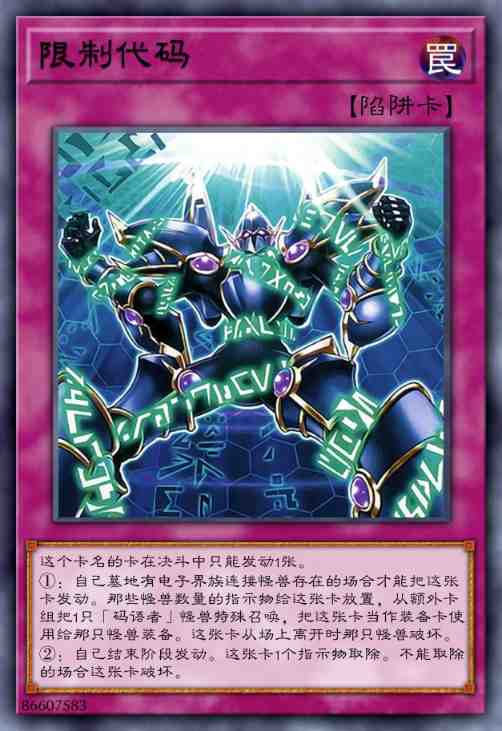 限制代码
罠
【陷阱卡】
这个卡名的卡在决斗中只能发动1张。
①：自己墓地有电子界族连接怪兽存在的场合才能把这张
卡发动。那些怪兽数量的指示物给这张卡放置，从额外卡
组把1只「码语者」怪兽特殊召唤，把这张卡当作装备卡使
用给那只怪兽装备。这张卡从场上离开时那只怪兽破坏。
②：自己结束阶段发动。这张卡1个指示物取除。不能取除
的场合这张卡破坏。
86607583